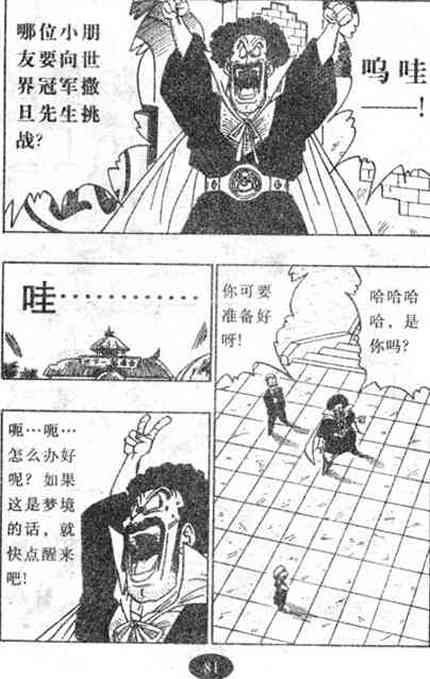 哪位小朋
友要向世
界冠军撒
旦先生挑
战?
呜哇
——!
哇…………
你可要
准备好
呀!
哈哈哈
哈，是
你吗?
呃…呃…
怎么办好
呢? 如果
这是梦境
的话，就
快点醒来
吧!
81